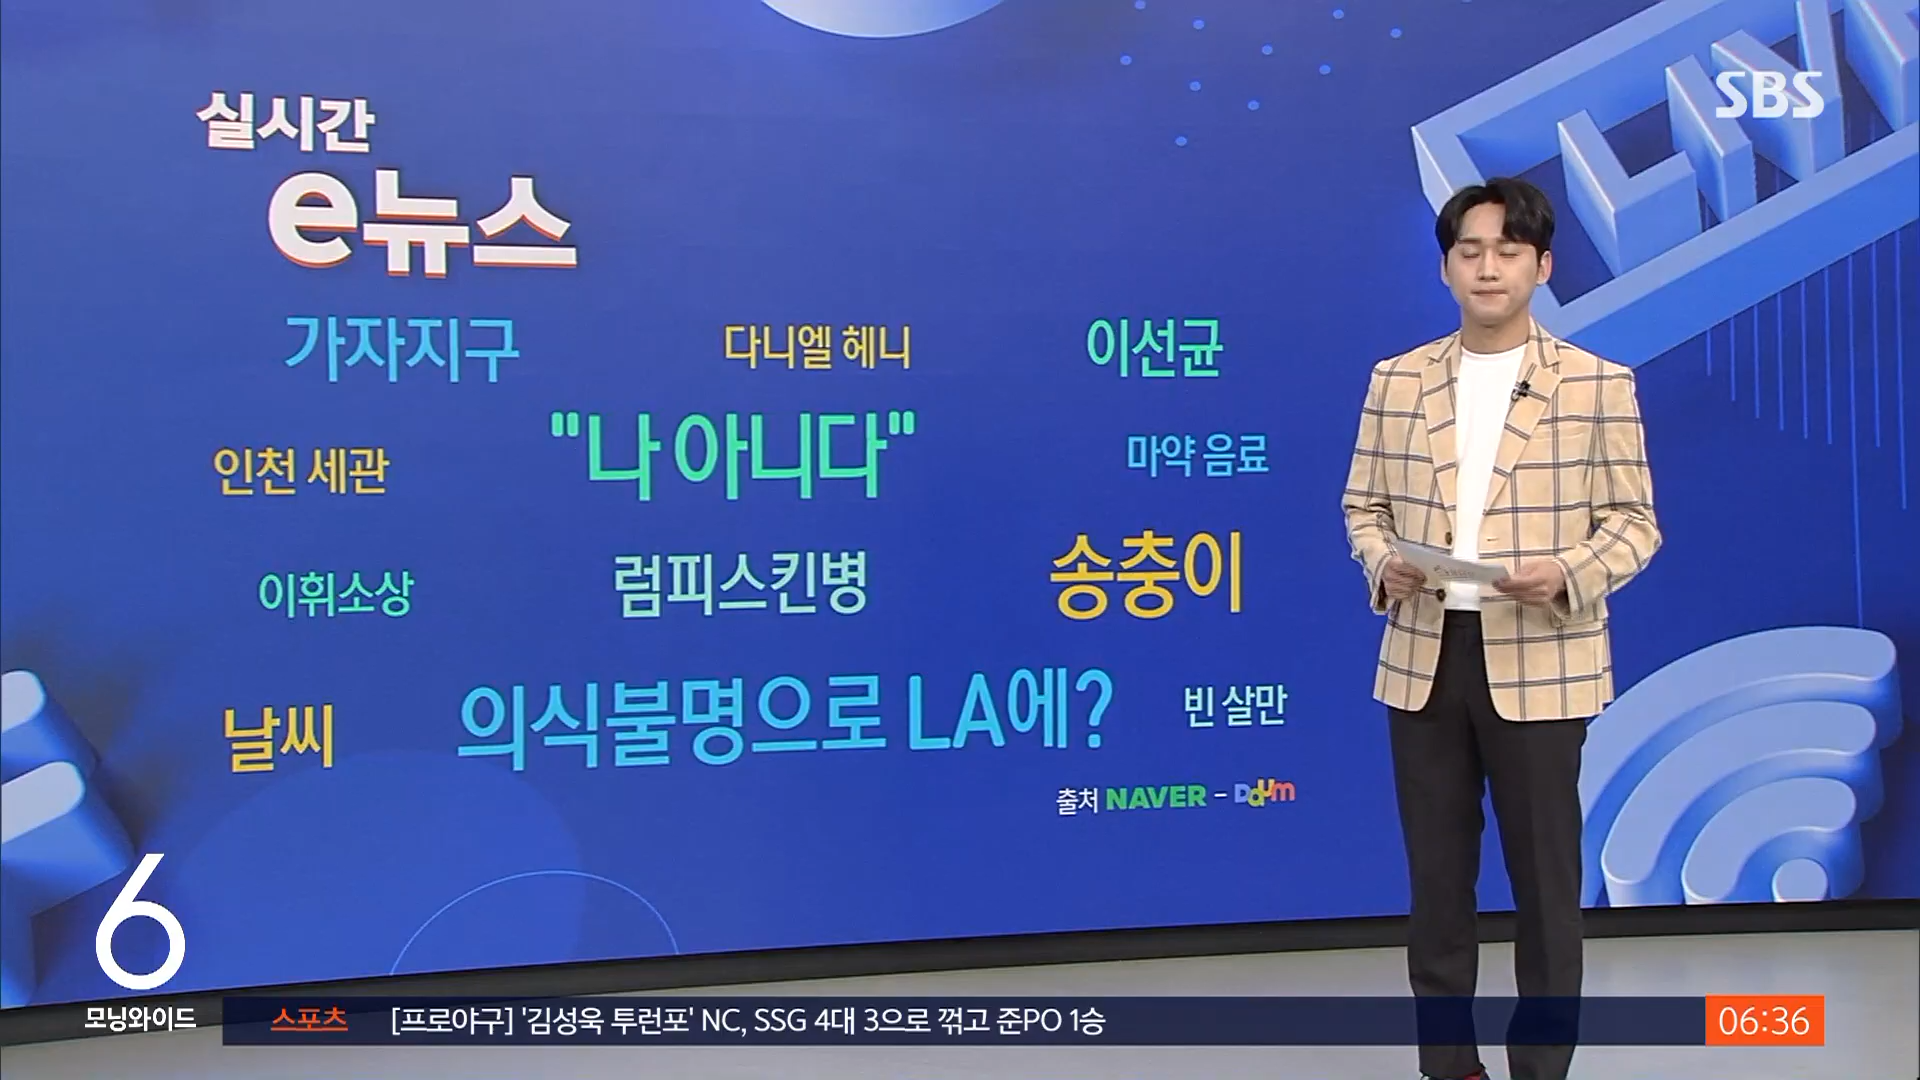 실시간
e뉴스
LIVE
SBS
가자지구
다니엘 헤니
이선균
인천 세관
"나 아니다"
마약 음료
이휘소상
럼피스킨병
송충이
날씨
의식불명으로 LA에?
빈 살만
출처 NAVER - Daum
6
모닝와이드
스포츠
[프로야구] '김성욱 투런포' NC, SSG 4대 3으로 꺾고 준PO 1승
06:36